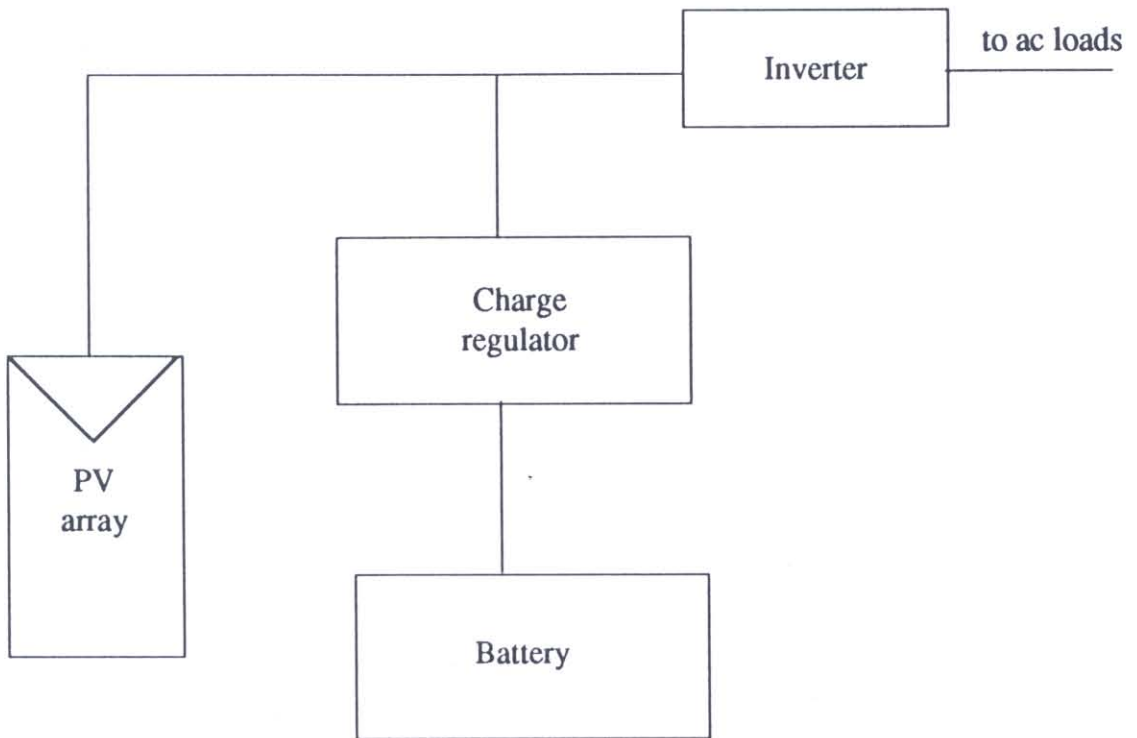 to ac loads
Inverter
Charge
regulator
PV
array
Battery